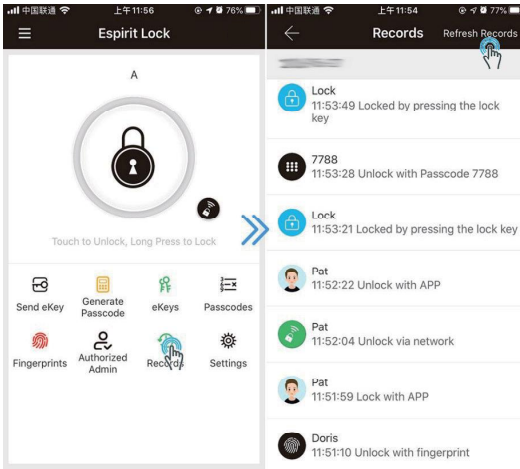 中国联通
上午11:56
76%
Espirit Lock
A
Touch to Unlock, Long Press to Lock
Send eKey
Generate
Passcode
eKeys
Passcodes
Fingerprints
Authorized
Admin
Records
Settings
中国联通
上午11:54
77%
Records
Refresh Records
Lock
11:53:49 Locked by pressing the lock
key
7788
11:53:28 Unlock with Passcode 7788
Lock
11:53:21 Locked by pressing the lock key
Pat
11:52:22 Unlock with APP
Pat
11:52:04 Unlock via network
Pat
11:51:59 Lock with APP
Doris
11:51:10 Unlock with fingerprint